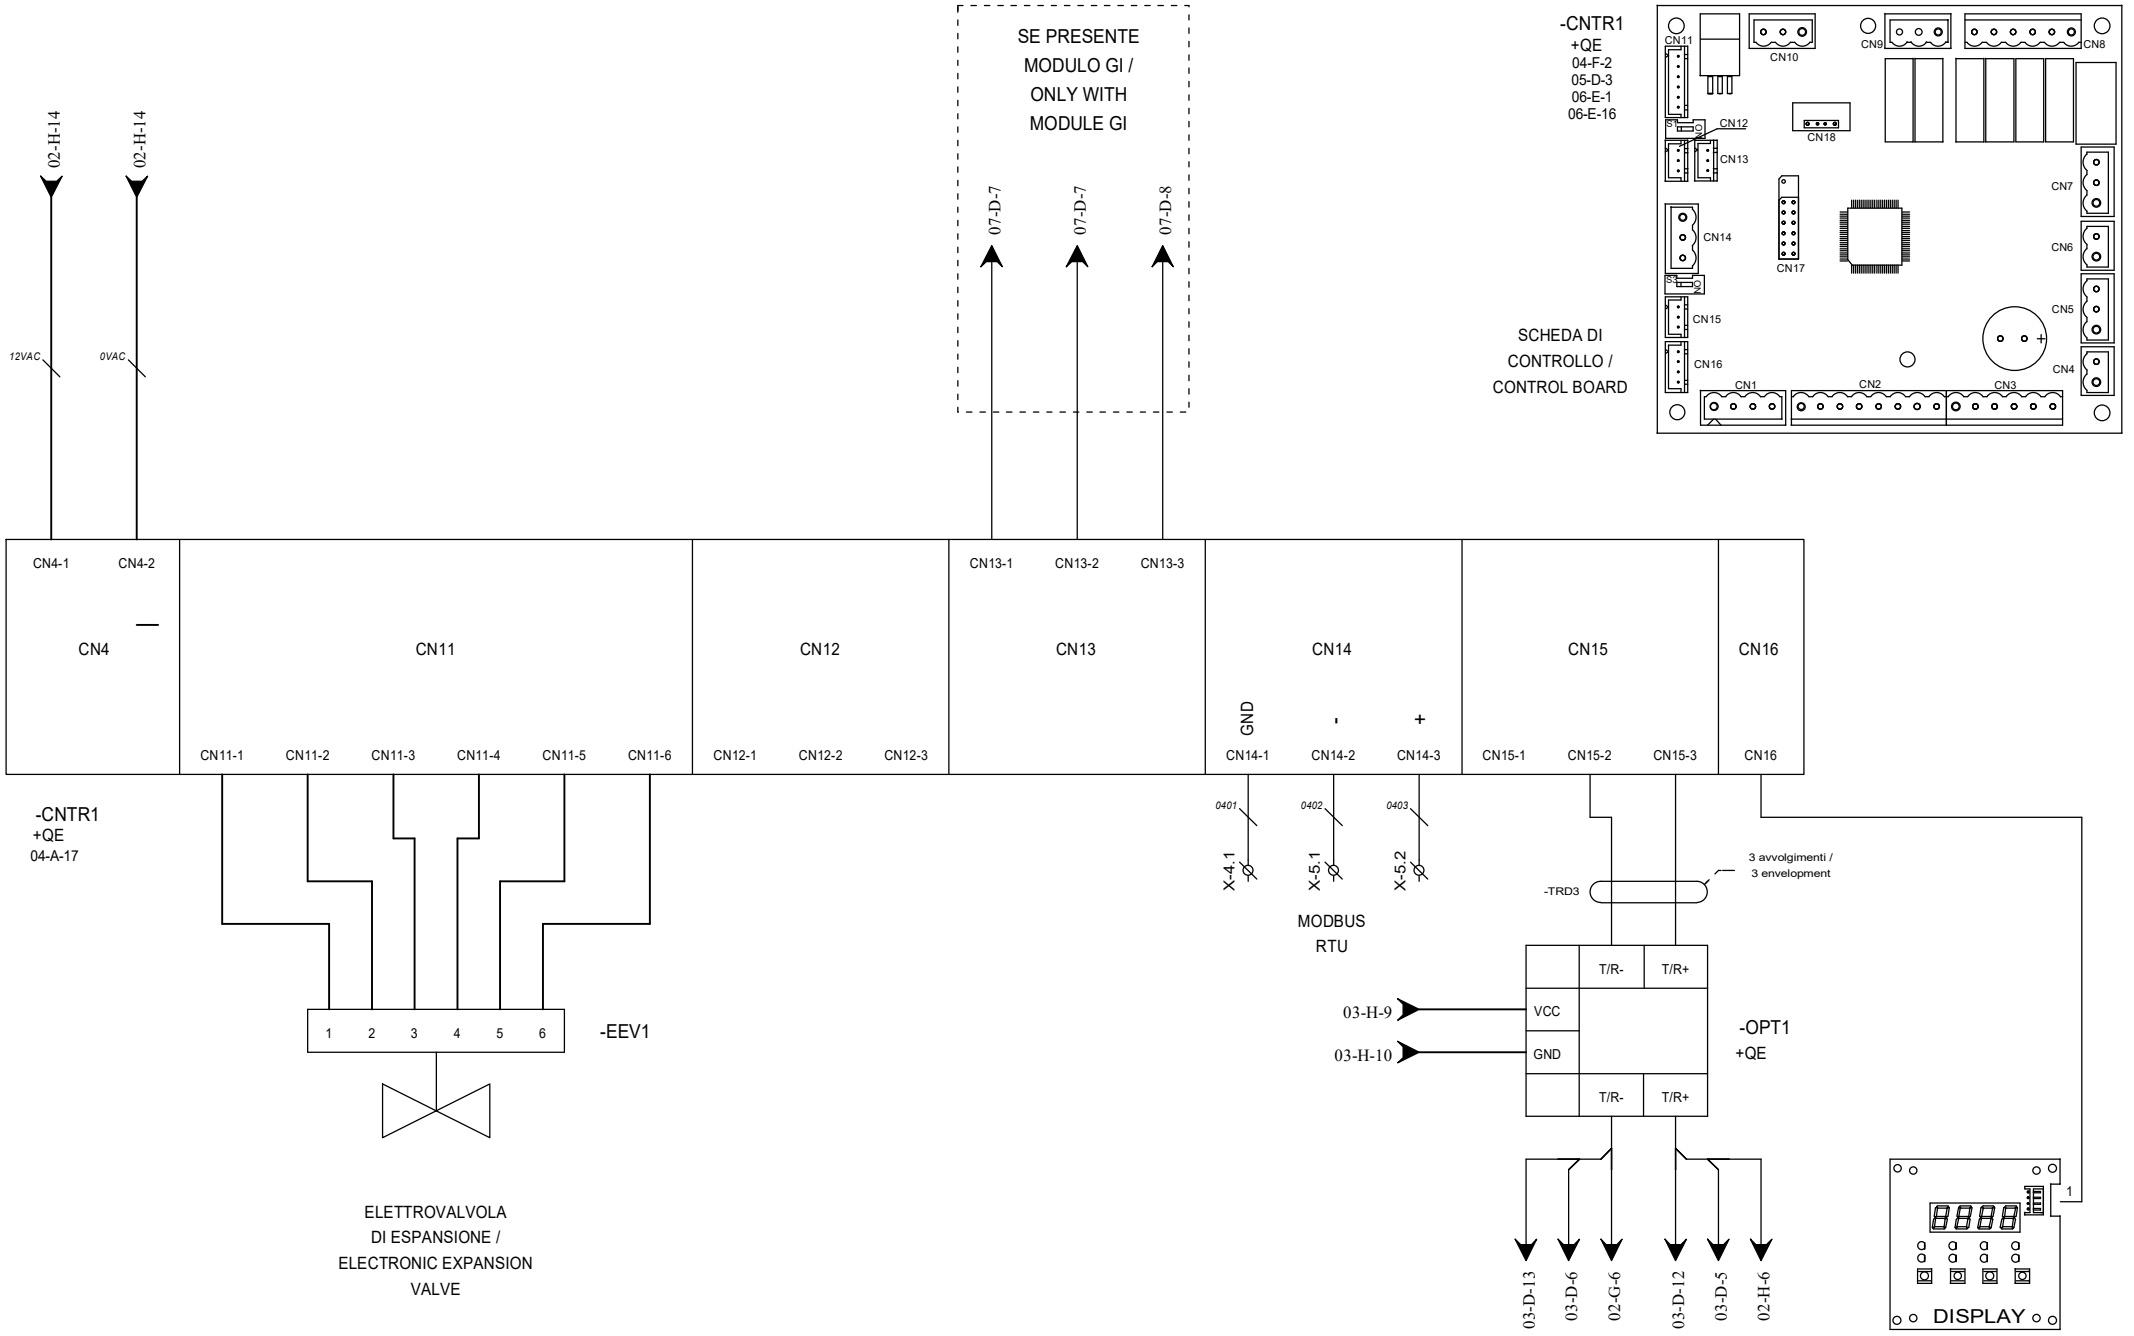 SE PRESENTE
MODULO GI /
ONLY WITH
MODULE GI
02-H-14
02-H-14
07-D-7
07-D-7
07-D-8
12VAC
0VAC
-CNTR1
+QE
04-F-2
05-D-3
06-E-1
06-E-16
SCHEDA DI
CONTROLLO /
CONTROL BOARD
CN11
CN10
CN9
CN8
S1
ON
CN12
CN18
CN13
CN7
CN14
CN17
CN6
S3
ON
CN15
CN5
+
CN16
CN4
CN1
CN2
CN3
CN4-1
CN4-2
CN13-1
CN13-2
CN13-3
CN4
CN11
CN12
CN13
CN14
CN15
CN16
GND
-
+
CN11-1
CN11-2
CN11-3
CN11-4
CN11-5
CN11-6
CN12-1
CN12-2
CN12-3
CN14-1
CN14-2
CN14-3
CN15-1
CN15-2
CN15-3
CN16
-CNTR1
+QE
04-A-17
0401
0402
0403
X-4.1
X-5.1
X-5.2
MODBUS
RTU
3 avvolgimenti /
3 envelopment
-TRD3
T/R-
T/R+
03-H-9
VCC
03-H-10
GND
-OPT1
+QE
T/R-
T/R+
1
2
3
4
5
6
-EEV1
ELETTROVALVOLA
DI ESPANSIONE /
ELECTRONIC EXPANSION
VALVE
03-D-13
03-D-6
02-G-6
03-D-12
03-D-5
02-H-6
1
8888
DISPLAY